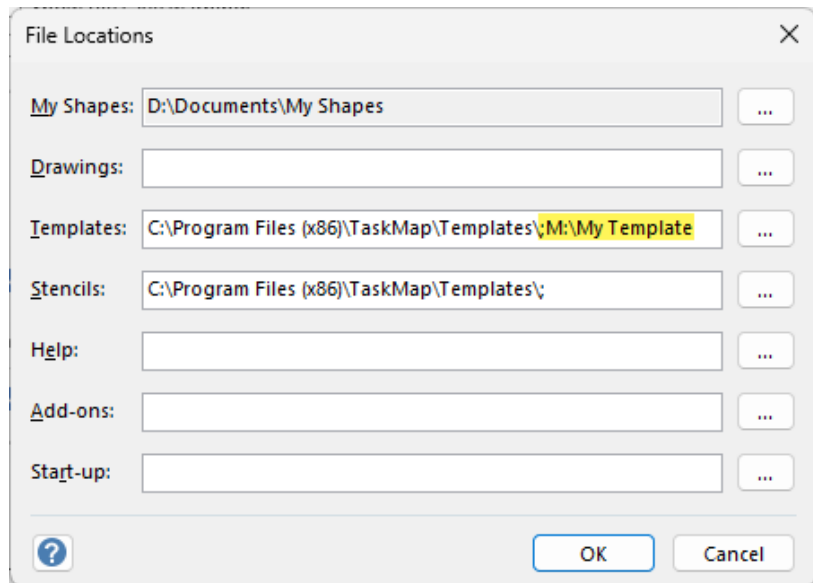 File Locations
My Shapes: D:\Documents\My Shapes ...
Drawings: ...
Templates: C:\Program Files (x86)\TaskMap\Templates\;M:\My Template ...
Stencils: C:\Program Files (x86)\TaskMap\Templates\; ...
Help: ...
Add-ons: ...
Start-up: ...
? OK Cancel